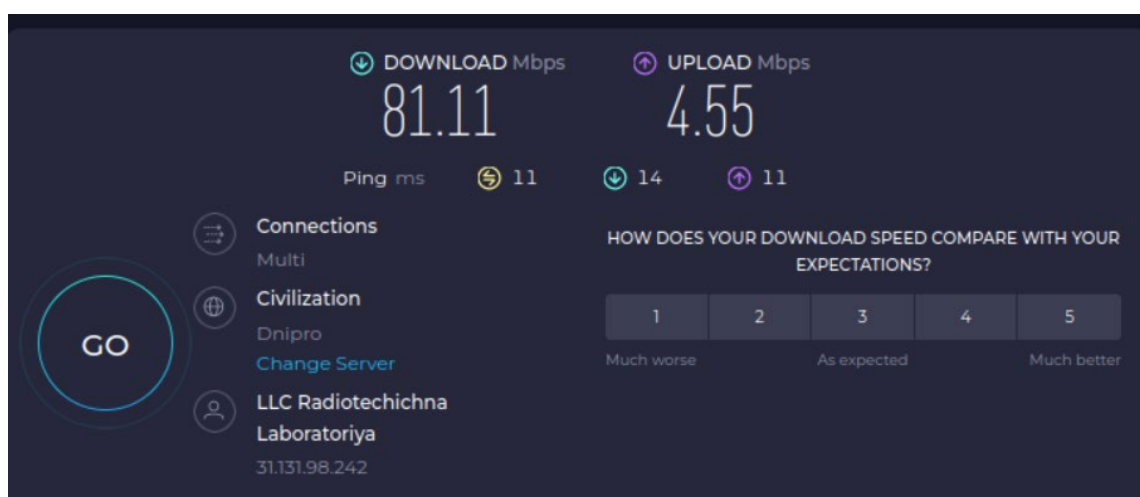 DOWNLOAD Mbps
81.11
UPLOAD Mbps
4.55
Ping ms 11 14 11
GO
Connections
Multi
Civilization
Dnipro
Change Server
LLC Radiotechichna
Laboratoriya
31.131.98.242
HOW DOES YOUR DOWNLOAD SPEED COMPARE WITH YOUR
EXPECTATIONS?
1 2 3 4 5
Much worse As expected Much better